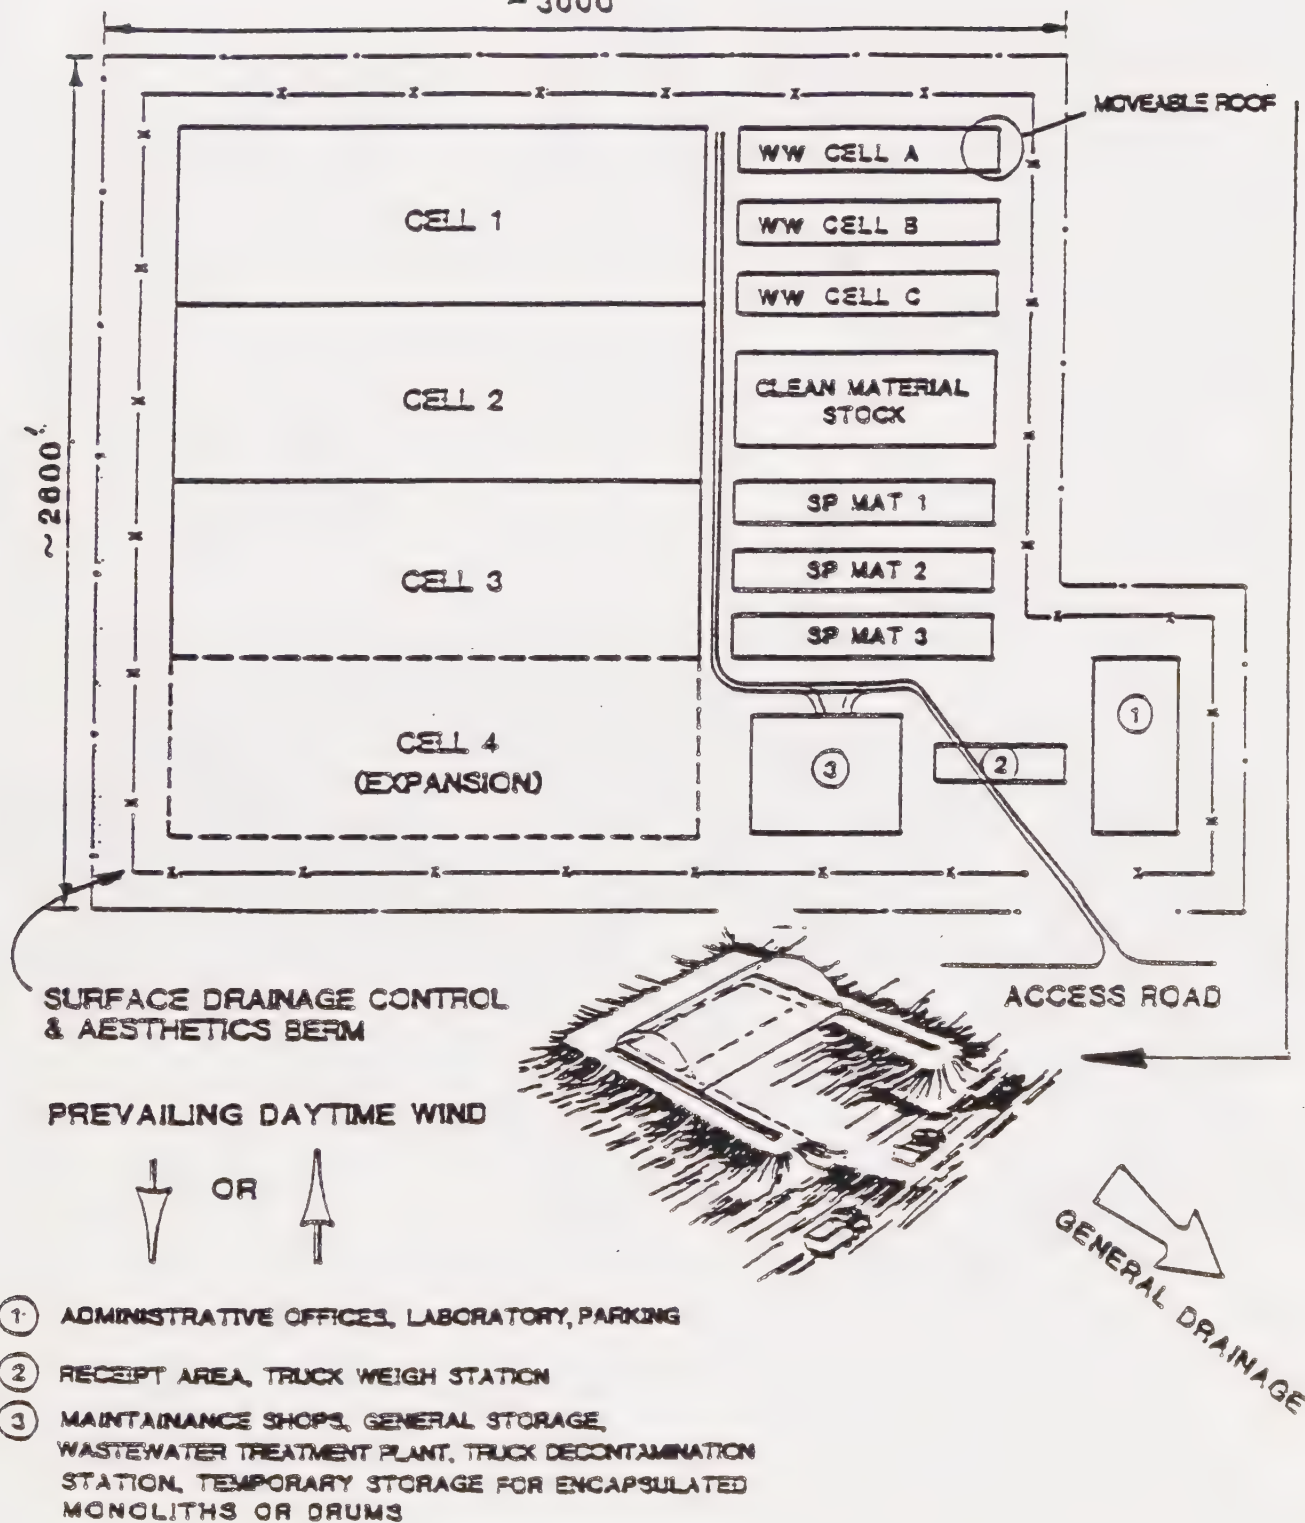 ~ 3000
MOVEABLE ROOF
WW CELL A
CELL 1
WW CELL B
WW CELL C
CELL 2
CLEAN MATERIAL
STOCK
~2600'
SP MAT 1
CELL 3
SP MAT 2
SP MAT 3
1
CELL 4
(EXPANSION)
3
2
SURFACE DRAINAGE CONTROL
& AESTHETICS BERM
ACCESS ROAD
PREVAILING DAYTIME WIND
OR
GENERAL DRAINAGE
1 ADMINISTRATIVE OFFICES, LABORATORY, PARKING
2 RECEIPT AREA, TRUCK WEIGH STATION
3 MAINTAINANCE SHOPS, GENERAL STORAGE,
WASTEWATER TREATMENT PLANT, TRUCK DECONTAMINATION
STATION, TEMPORARY STORAGE FOR ENCAPSULATED
MONOLITHS OR DRUMS